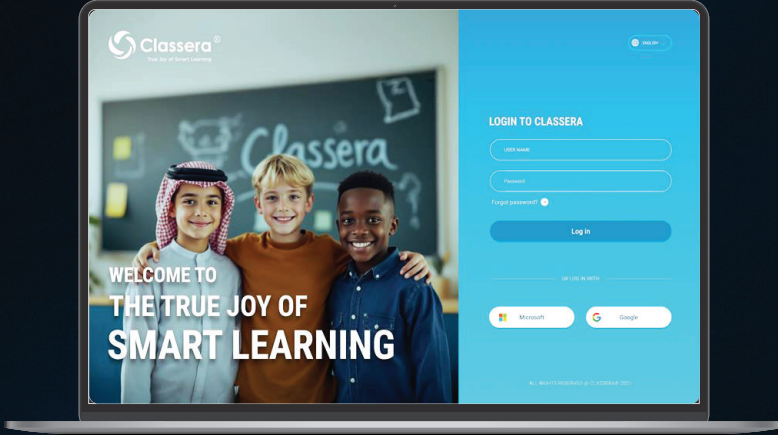 Classera®
True Joy of Smart Learning
Classera
WELCOME TO
THE TRUE JOY OF
SMART LEARNING
ENGLISH
LOGIN TO CLASSERA
USER NAME
Password
Forgot password?
Log in
OR LOG IN WITH
Microsoft
Google
ALL RIGHTS RESERVED @ CLASSERA®